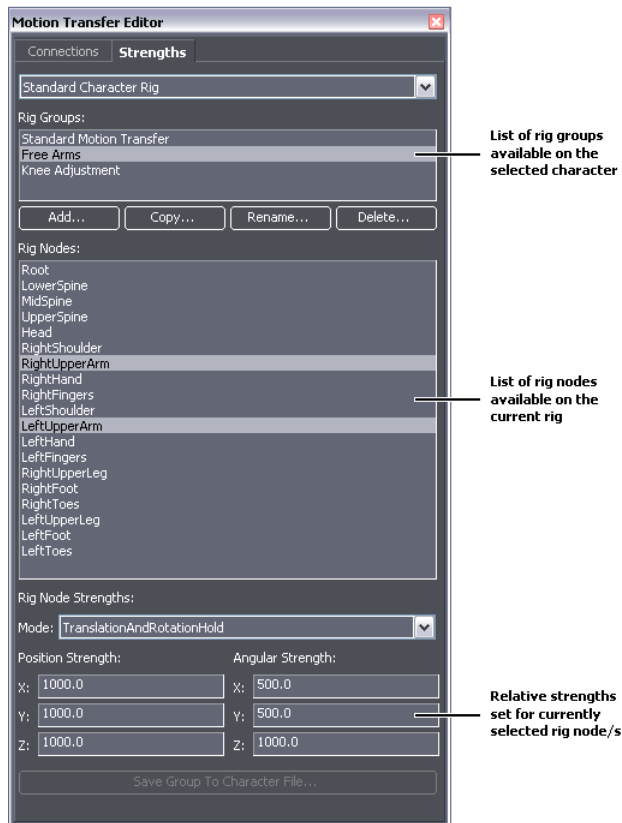 Motion Transfer Editor
Connections Strengths
Standard Character Rig
Rig Groups:
Standard Motion Transfer
Free Arms
Knee Adjustment
List of rig groups
available on the
selected character
Add... Copy... Rename... Delete...
Rig Nodes:
Root
LowerSpine
MidSpine
UpperSpine
Head
RightShoulder
RightUpperArm
RightHand
RightFingers
LeftShoulder
LeftUpperArm
LeftHand
LeftFingers
RightUpperLeg
RightFoot
RightToes
LeftUpperLeg
LeftFoot
LeftToes
List of rig nodes
available on the
current rig
Rig Node Strengths:
Mode: TranslationAndRotationHold
Position Strength: Angular Strength:
X: 1000.0 X: 500.0
Y: 1000.0 Y: 500.0
Z: 1000.0 Z: 1000.0
Relative strengths
set for currently
selected rig node/s
Save Group To Character File...